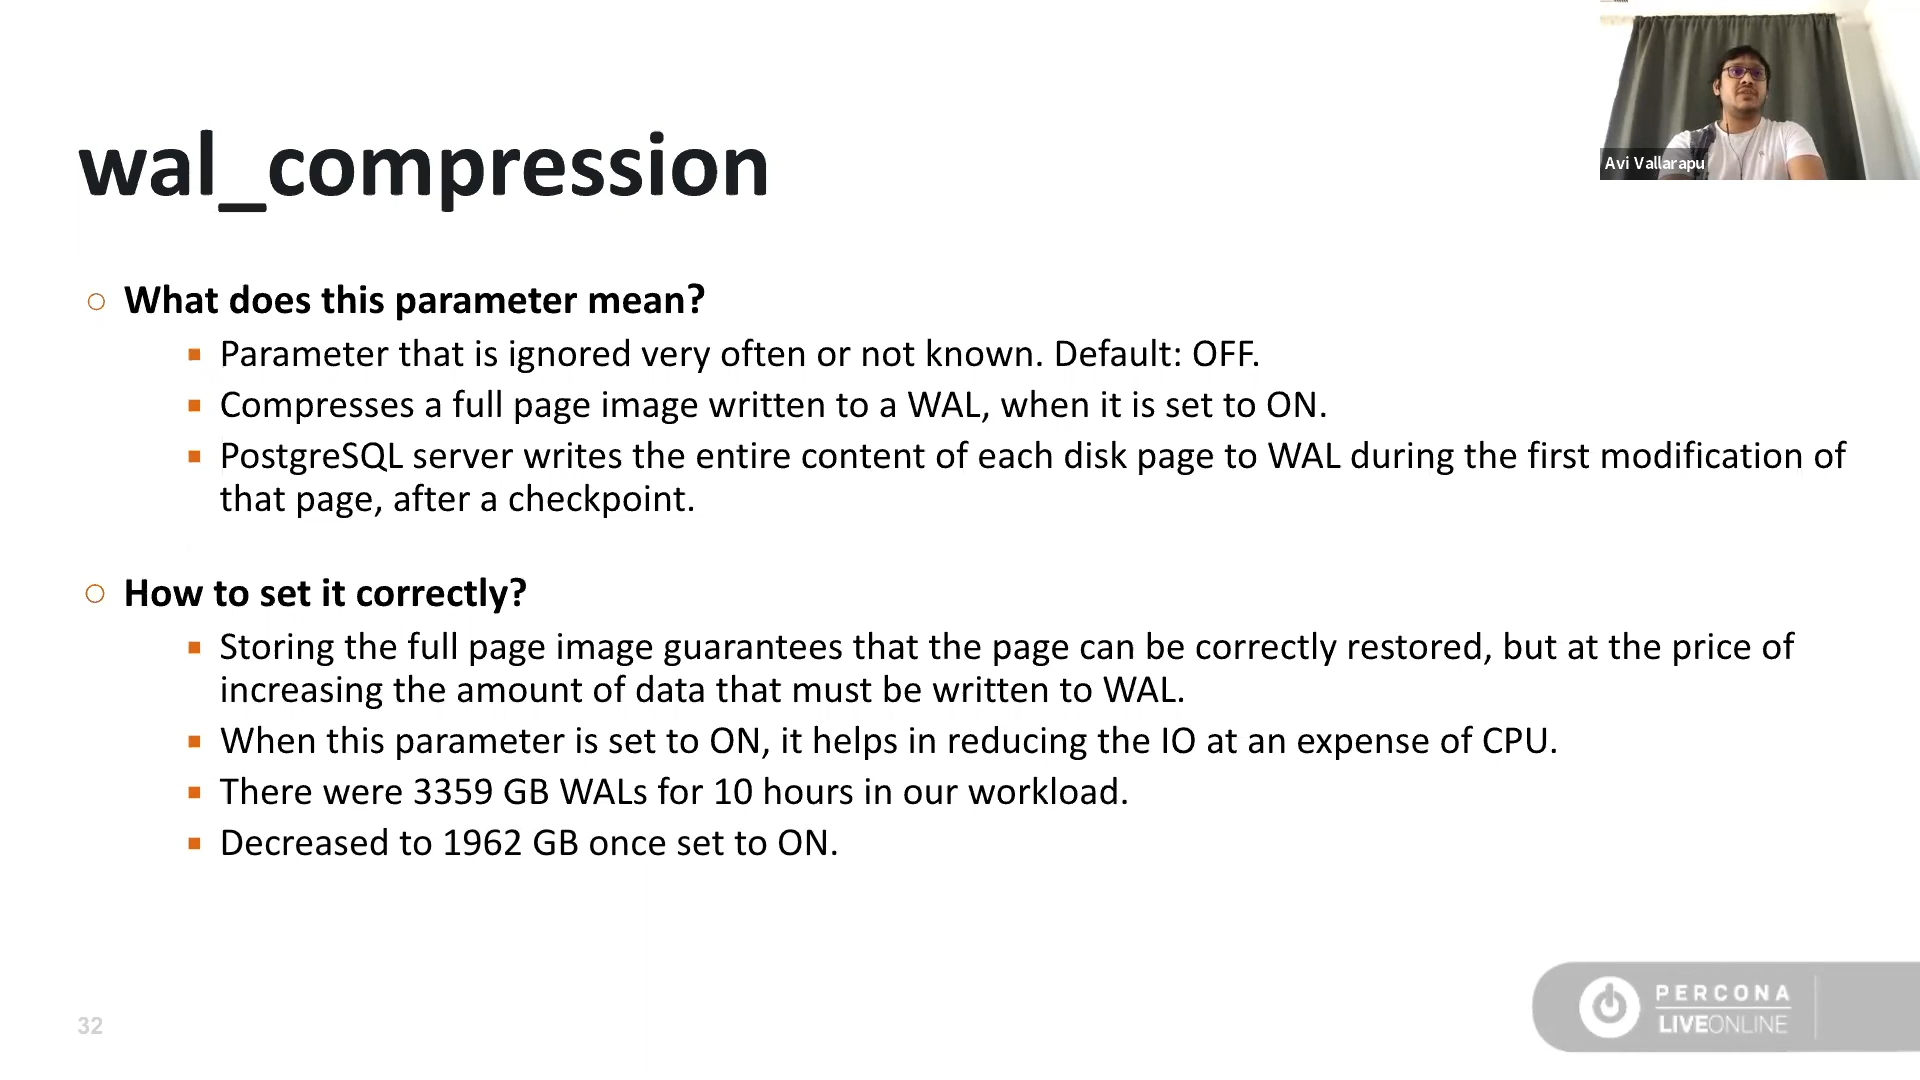 Avi Vallarapu
wal_compression
What does this parameter mean?
Parameter that is ignored very often or not known. Default: OFF.
Compresses a full page image written to a WAL, when it is set to ON.
PostgreSQL server writes the entire content of each disk page to WAL during the first modification of
that page, after a checkpoint.
How to set it correctly?
Storing the full page image guarantees that the page can be correctly restored, but at the price of
increasing the amount of data that must be written to WAL.
When this parameter is set to ON, it helps in reducing the IO at an expense of CPU.
There were 3359 GB WALs for 10 hours in our workload.
Decreased to 1962 GB once set to ON.
32
PERCONA
LIVEONLINE